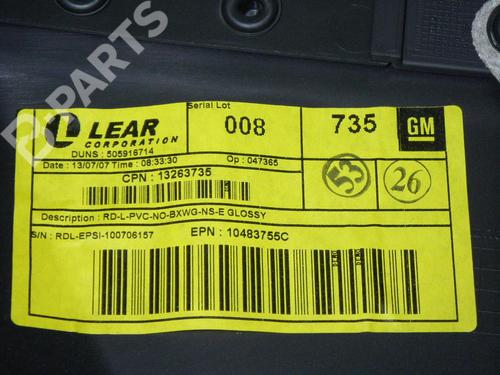 B-PARTS
LEAR
CORPORATION
Serial Lot
008
735
GM
DUNS : 505916714
Date : 13/07/07 Time : 08:33:30
Op : 047365
CPN : 13263735
53
26
Description : RD-L-PVC-NO-BXWG-NS-E GLOSSY
S/N : RDL-EPSI-100706157
EPN : 10483755C